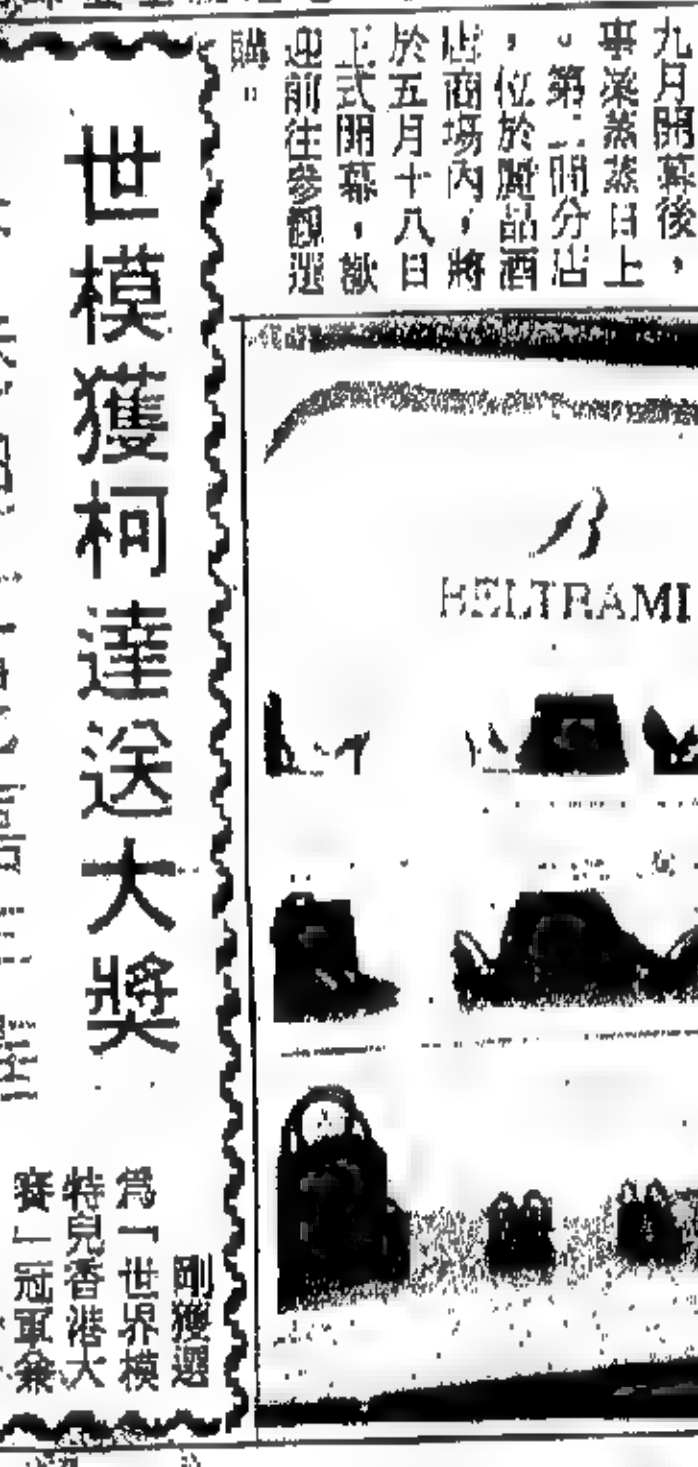 九月開幕後，
事業蒸蒸日上
。第二間分店
，位於麗晶酒
店商場內，將
於五月十八日
正式開幕，歡
迎前往參觀選
購。
BELTRAMI
世模獲柯達送大獎
剛獲選
為「世界模
特兒香港大
賽」冠軍兼